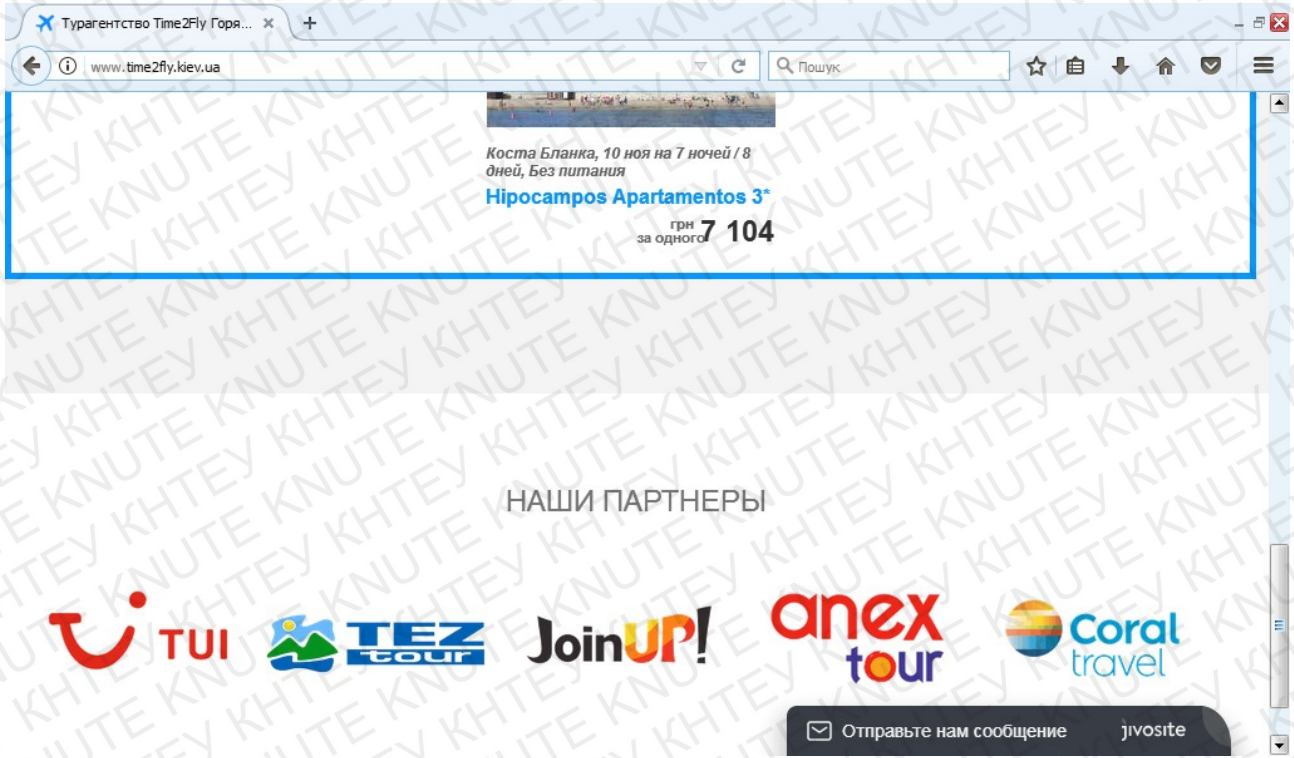 Турагентство Time2Fly Горя...
www.time2fly.kiev.ua
Пошук
Коста Бланка, 10 ноя на 7 ночей / 8
дней, Без питания
Hipocampos Apartamentos 3*
грн
за одного 7 104
НАШИ ПАРТНЕРЫ
TUI
TEZ
tour
JoinUP!
anex
tour
Coral
travel
Отправьте нам сообщение jivosite
КНТЕУ KNUTE